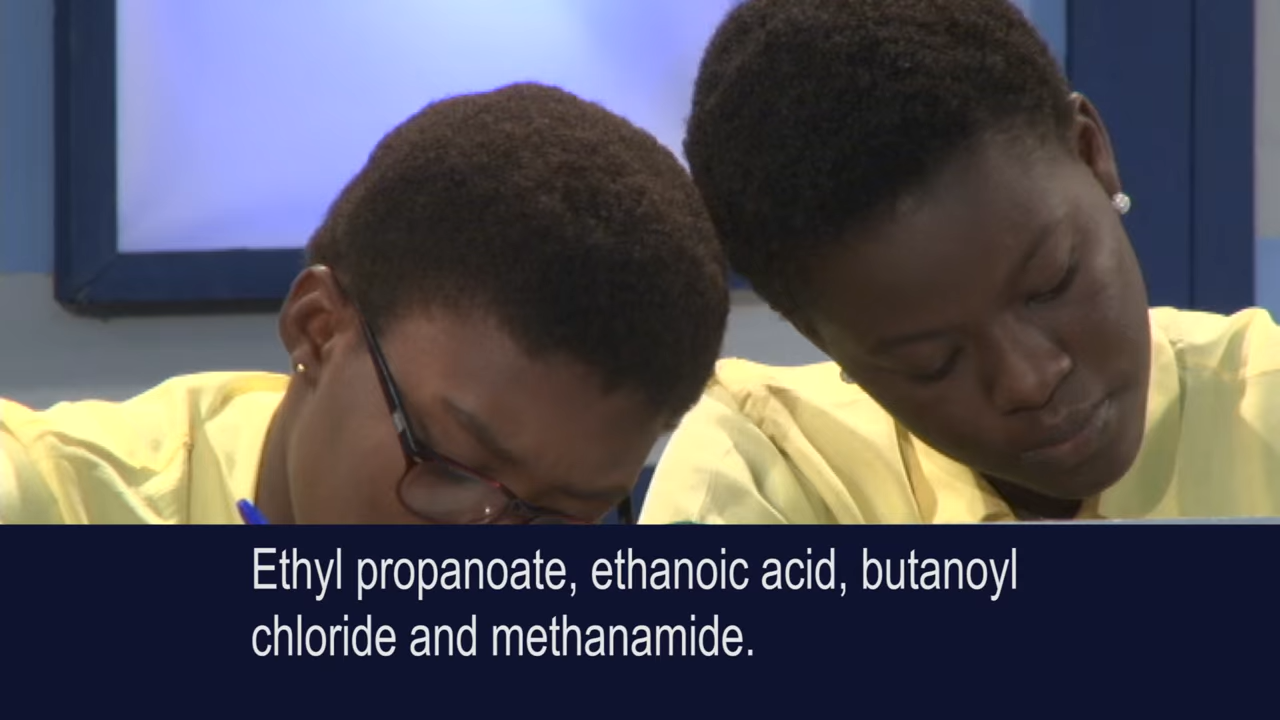 Ethyl propanoate, ethanoic acid, butanoyl
chloride and methanamide.